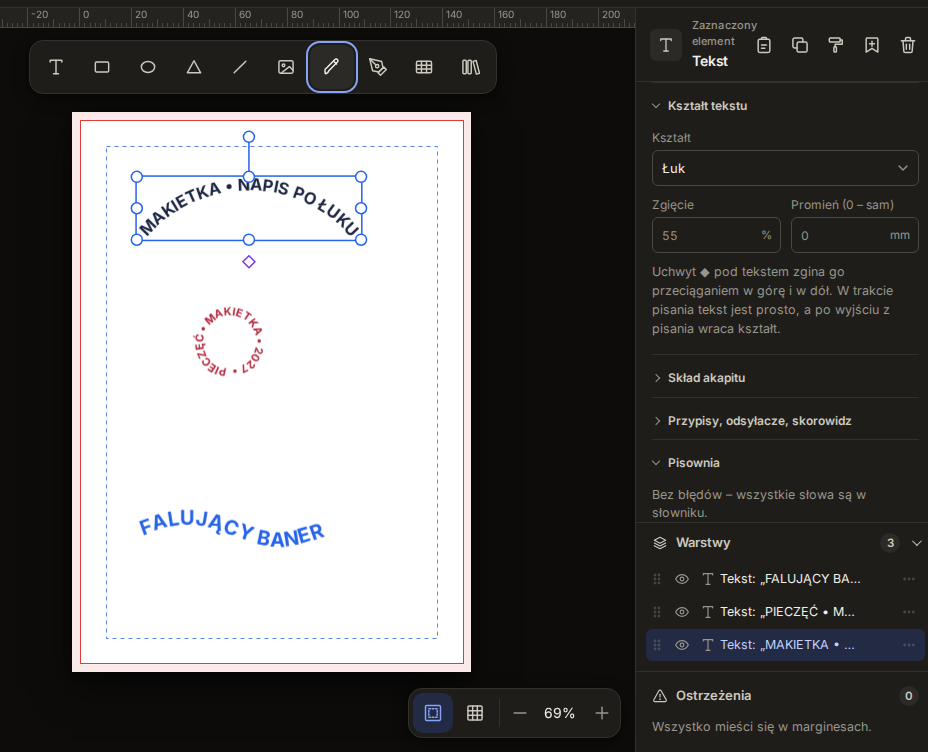 -20 0 20 40 60 80 100 120 140 160 180 200
Zaznaczony
element
Tekst
Kształt tekstu
Kształt
Łuk
Zgięcie
Promień (0 – sam)
55 %
0 mm
Uchwyt ◆ pod tekstem zgina go
przeciąganiem w górę i w dół. W trakcie
pisania tekst jest prosto, a po wyjściu z
pisania wraca kształt.
Skład akapitu
Przypisy, odsyłacze, skorowidz
Pisownia
Bez błędów – wszystkie słowa są w
słowniku.
Warstwy 3
Tekst: „FALUJĄCY BA...
Tekst: „PIECZĘĆ • M...
Tekst: „MAKIETKA • ...
Ostrzeżenia 0
Wszystko mieści się w marginesach.
MAKIETKA • NAPIS PO ŁUKU
PIECZĘĆ • MAKIETKA • 2027 •
FALUJĄCY BANER
69%